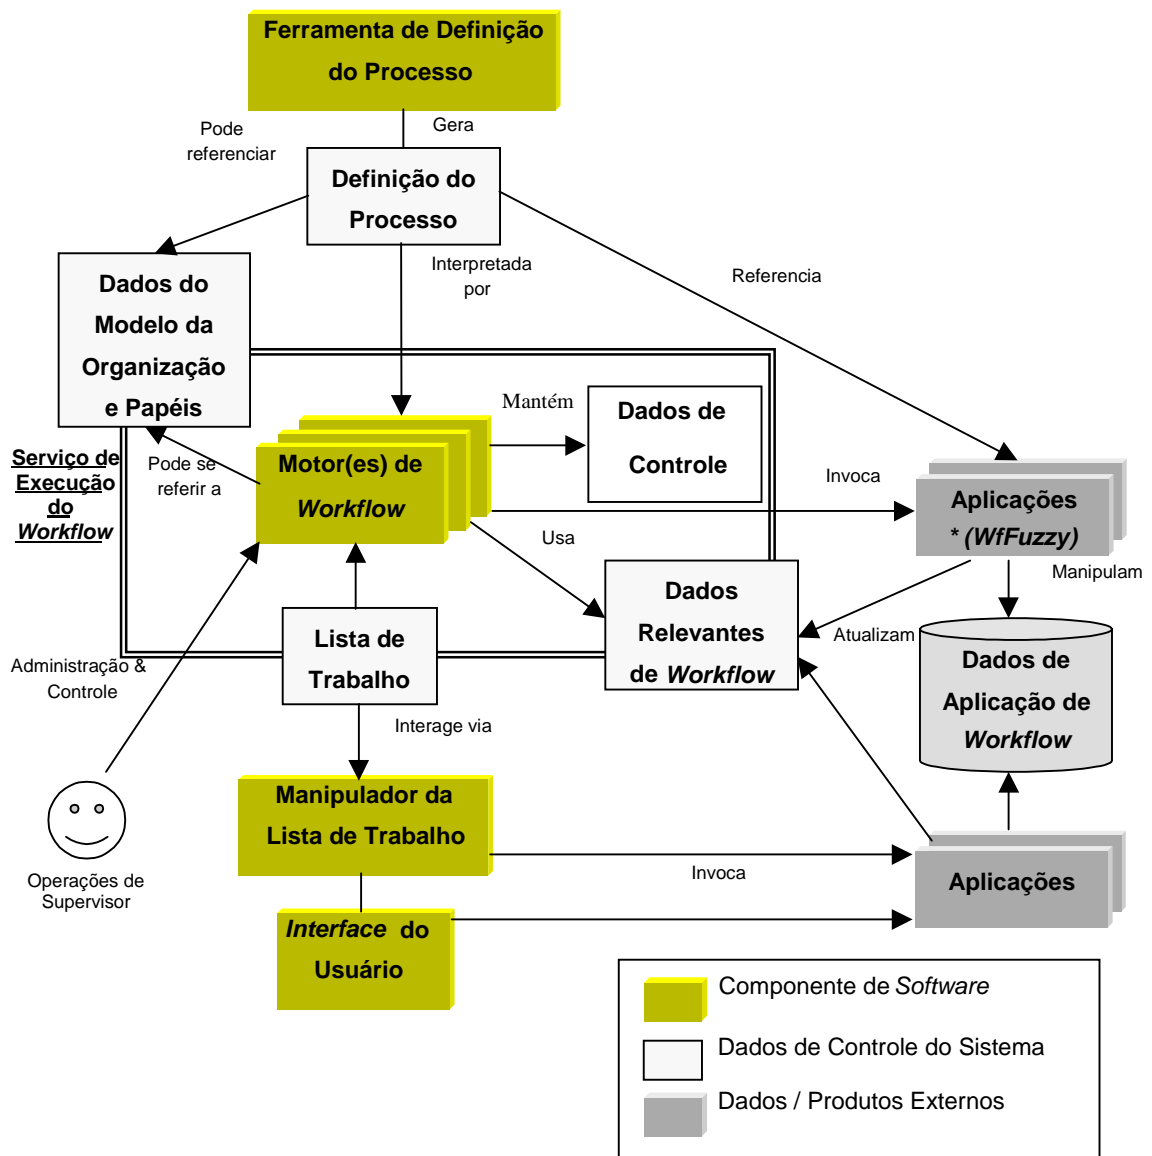 Ferramenta de Definição
do Processo
Pode
referenciar
Gera
Definição do
Processo
Interpretada
por
Referencia
Dados do
Modelo da
Organização
e Papéis
Mantém
Dados de
Controle
Serviço de
Execução
do
Workflow
Pode se
referir a
Motor(es) de
Workflow
Invoca
Aplicações
* (WfFuzzy)
Usa
Manipulam
Dados
Relevantes
de Workflow
Atualizam
Lista de
Trabalho
Dados de
Aplicação de
Workflow
Administração &
Controle
Interage via
Manipulador da
Lista de Trabalho
Operações de
Supervisor
Invoca
Aplicações
Interface do
Usuário
Componente de Software
Dados de Controle do Sistema
Dados / Produtos Externos